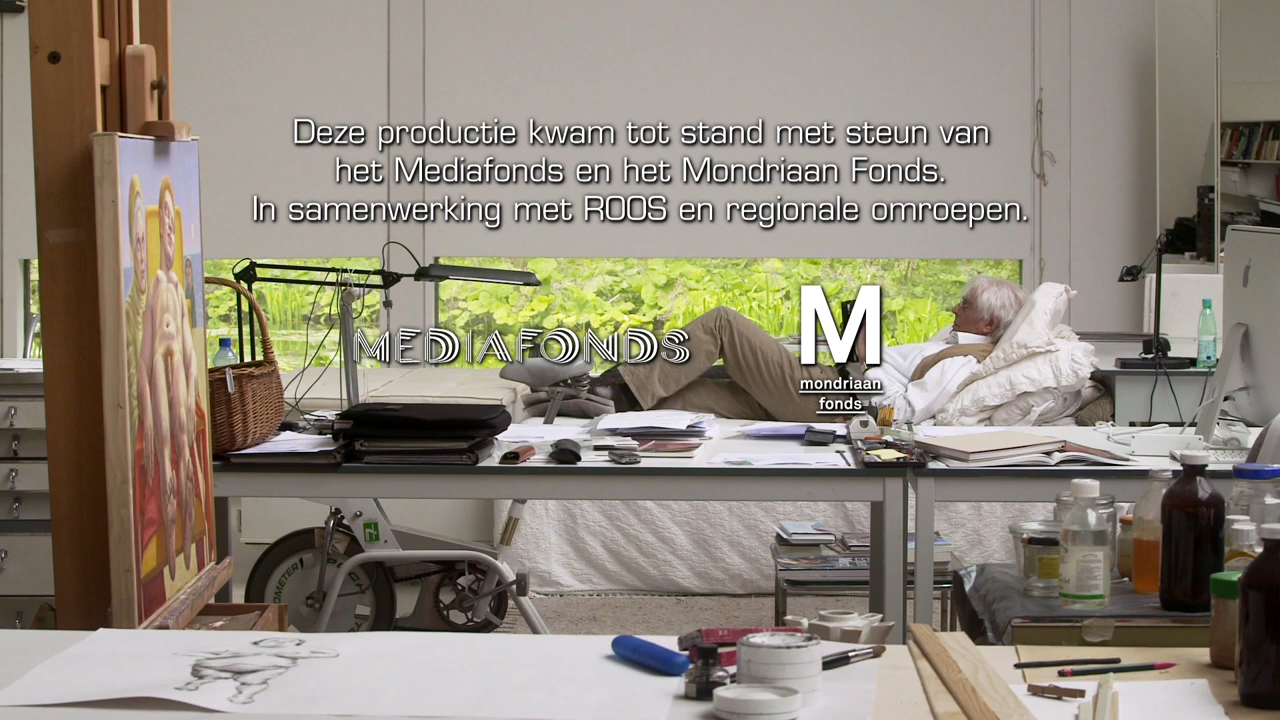 Deze productie kwam tot stand met steun van
het Mediafonds en het Mondriaan Fonds.
In samenwerking met ROOS en regionale omroepen.
MEDIAFONDS
M
mondriaan
fonds